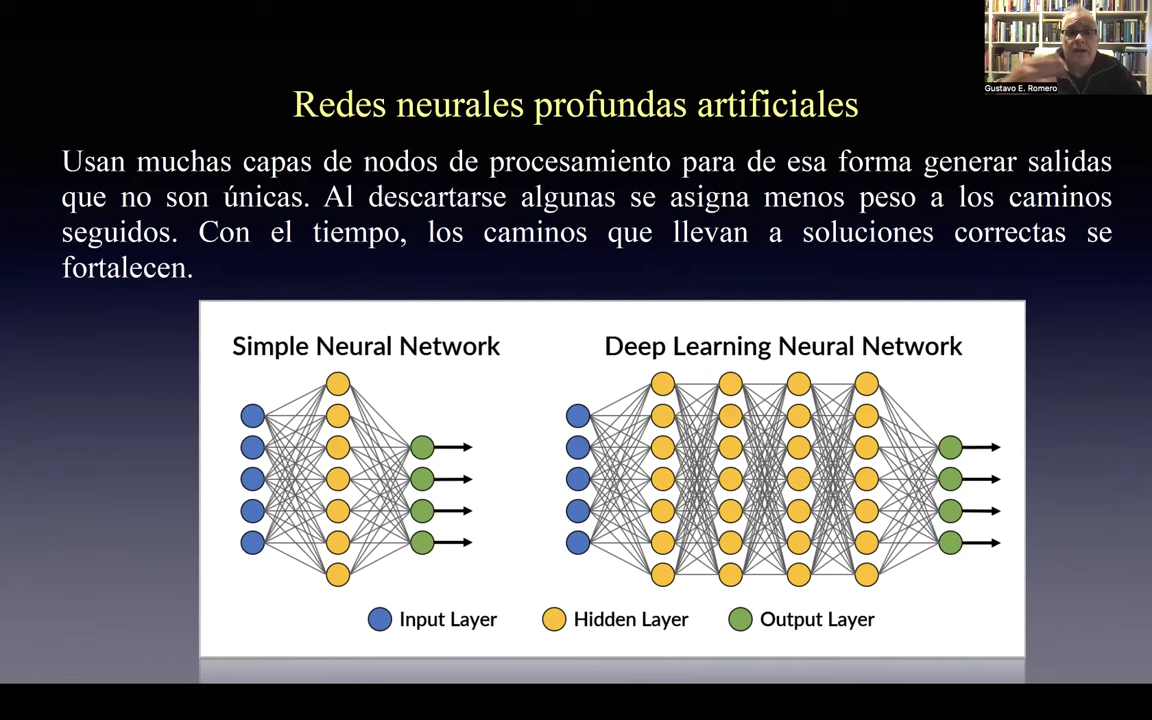 Gustavo E. Romero
Redes neurales profundas artificiales
Usan muchas capas de nodos de procesamiento para de esa forma generar salidas
que no son únicas. Al descartarse algunas se asigna menos peso a los caminos
seguidos. Con el tiempo, los caminos que llevan a soluciones correctas se
fortalecen.
Simple Neural Network
Deep Learning Neural Network
Input Layer
Hidden Layer
Output Layer